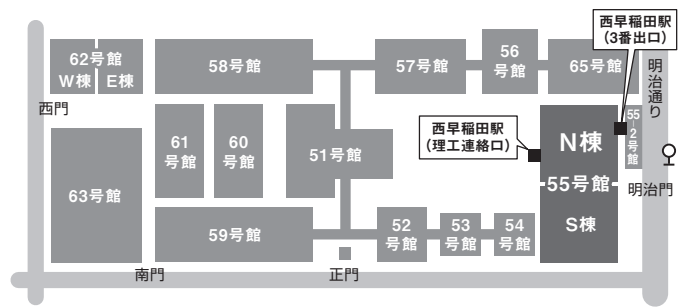 西早稲田駅
（3番出口）
62号館
W棟 E棟
58号館
57号館
56
号館
65号館
明治通り
西門
61
号館
60
号館
51号館
西早稲田駅
（理工連絡口）
N棟
55号館
S棟
55-2号館
明治門
63号館
59号館
52
号館
53
号館
54
号館
南門
正門